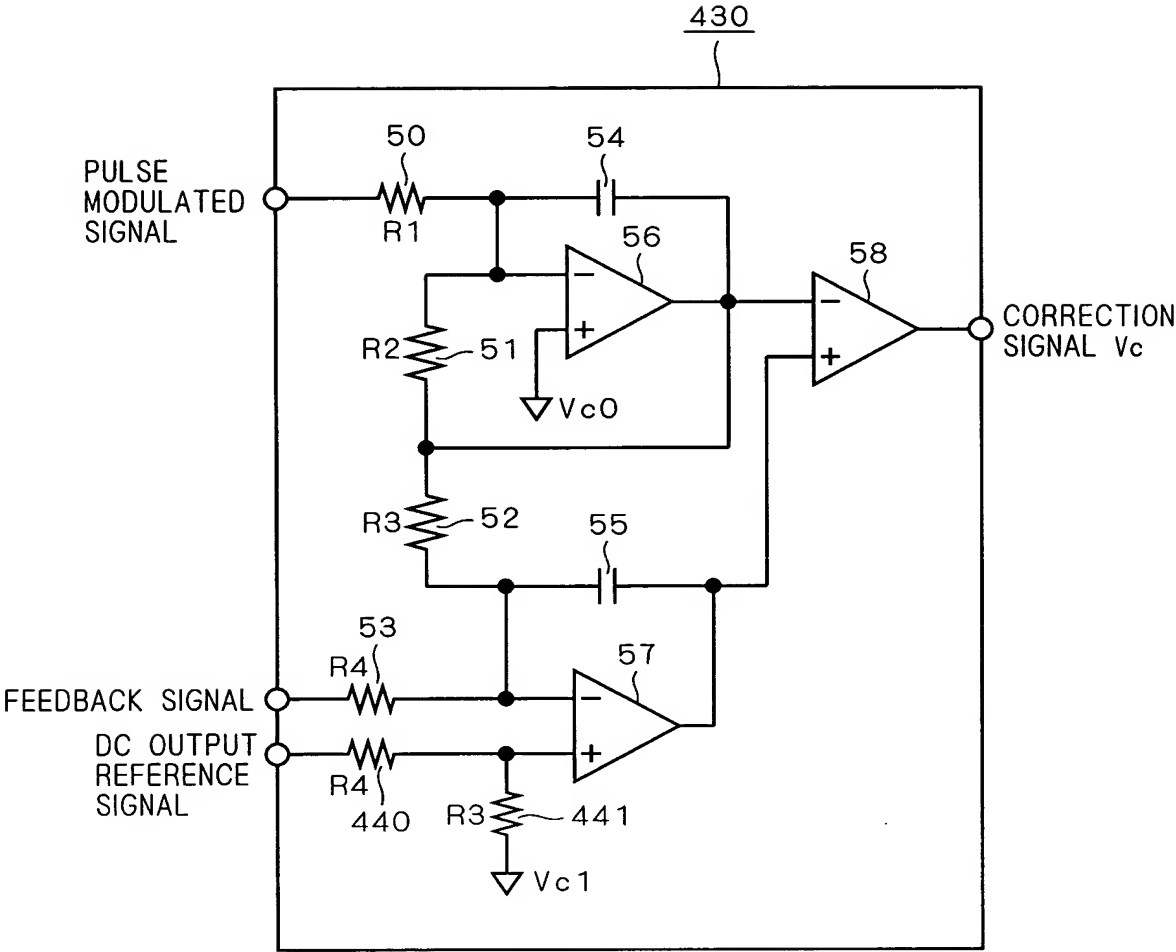 430
PULSE
MODULATED
SIGNAL
50
R1
54
56
58
R2
51
Vc0
CORRECTION
SIGNAL Vc
R3
52
55
53
R4
57
FEEDBACK SIGNAL
DC OUTPUT
REFERENCE
SIGNAL
R4
440
R3
441
Vc1